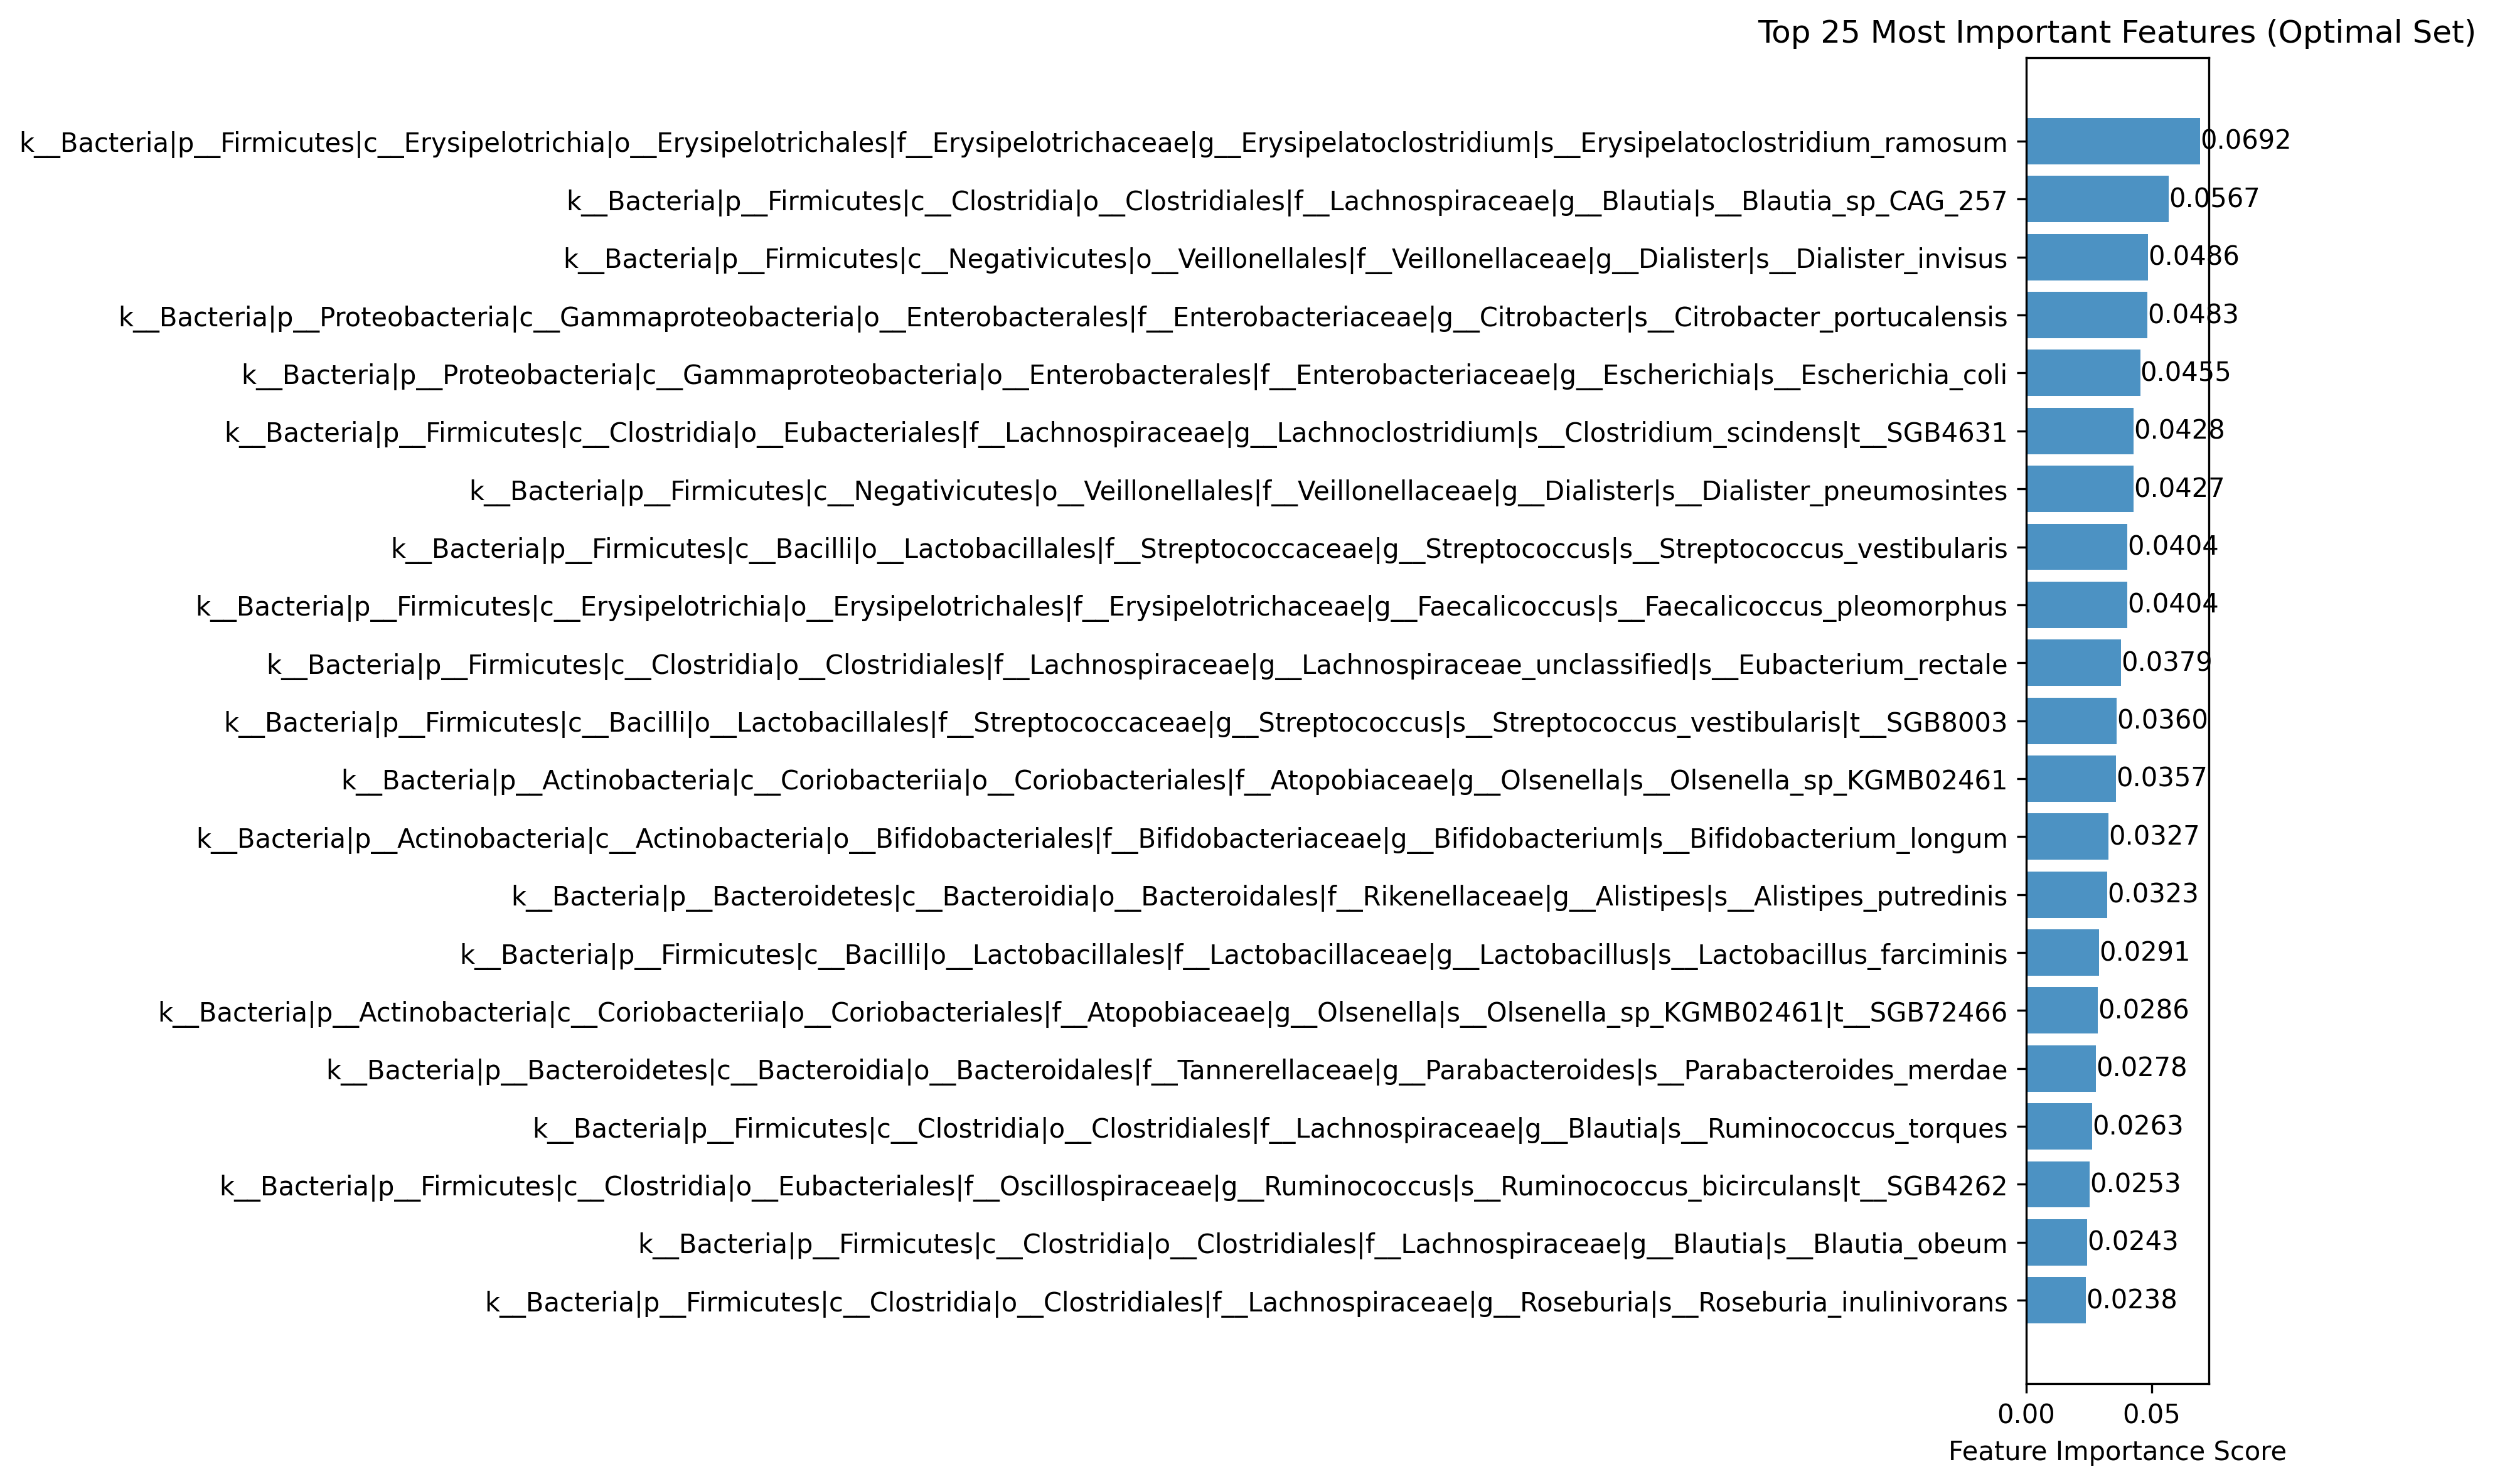 Top 25 Most Important Features (Optimal Set)
k__Bacteria|p__Firmicutes|c__Erysipelotrichia|o__Erysipelotrichales|f__Erysipelotrichaceae|g__Erysipelatoclostridium|s__Erysipelatoclostridium_ramosum 0.0692
k__Bacteria|p__Firmicutes|c__Clostridia|o__Clostridiales|f__Lachnospiraceae|g__Blautia|s__Blautia_sp_CAG_257 0.0567
k__Bacteria|p__Firmicutes|c__Negativicutes|o__Veillonellales|f__Veillonellaceae|g__Dialister|s__Dialister_invisus 0.0486
k__Bacteria|p__Proteobacteria|c__Gammaproteobacteria|o__Enterobacterales|f__Enterobacteriaceae|g__Citrobacter|s__Citrobacter_portucalensis 0.0483
k__Bacteria|p__Proteobacteria|c__Gammaproteobacteria|o__Enterobacterales|f__Enterobacteriaceae|g__Escherichia|s__Escherichia_coli 0.0455
k__Bacteria|p__Firmicutes|c__Clostridia|o__Eubacteriales|f__Lachnospiraceae|g__Lachnoclostridium|s__Clostridium_scindens|t__SGB4631 0.0428
k__Bacteria|p__Firmicutes|c__Negativicutes|o__Veillonellales|f__Veillonellaceae|g__Dialister|s__Dialister_pneumosintes 0.0427
k__Bacteria|p__Firmicutes|c__Bacilli|o__Lactobacillales|f__Streptococcaceae|g__Streptococcus|s__Streptococcus_vestibularis 0.0404
k__Bacteria|p__Firmicutes|c__Erysipelotrichia|o__Erysipelotrichales|f__Erysipelotrichaceae|g__Faecalicoccus|s__Faecalicoccus_pleomorphus 0.0404
k__Bacteria|p__Firmicutes|c__Clostridia|o__Clostridiales|f__Lachnospiraceae|g__Lachnospiraceae_unclassified|s__Eubacterium_rectale 0.0379
k__Bacteria|p__Firmicutes|c__Bacilli|o__Lactobacillales|f__Streptococcaceae|g__Streptococcus|s__Streptococcus_vestibularis|t__SGB8003 0.0360
k__Bacteria|p__Actinobacteria|c__Coriobacteriia|o__Coriobacteriales|f__Atopobiaceae|g__Olsenella|s__Olsenella_sp_KGMB02461 0.0357
k__Bacteria|p__Actinobacteria|c__Actinobacteria|o__Bifidobacteriales|f__Bifidobacteriaceae|g__Bifidobacterium|s__Bifidobacterium_longum 0.0327
k__Bacteria|p__Bacteroidetes|c__Bacteroidia|o__Bacteroidales|f__Rikenellaceae|g__Alistipes|s__Alistipes_putredinis 0.0323
k__Bacteria|p__Firmicutes|c__Bacilli|o__Lactobacillales|f__Lactobacillaceae|g__Lactobacillus|s__Lactobacillus_farciminis 0.0291
k__Bacteria|p__Actinobacteria|c__Coriobacteriia|o__Coriobacteriales|f__Atopobiaceae|g__Olsenella|s__Olsenella_sp_KGMB02461|t__SGB72466 0.0286
k__Bacteria|p__Bacteroidetes|c__Bacteroidia|o__Bacteroidales|f__Tannerellaceae|g__Parabacteroides|s__Parabacteroides_merdae 0.0278
k__Bacteria|p__Firmicutes|c__Clostridia|o__Clostridiales|f__Lachnospiraceae|g__Blautia|s__Ruminococcus_torques 0.0263
k__Bacteria|p__Firmicutes|c__Clostridia|o__Eubacteriales|f__Oscillospiraceae|g__Ruminococcus|s__Ruminococcus_bicirculans|t__SGB4262 0.0253
k__Bacteria|p__Firmicutes|c__Clostridia|o__Clostridiales|f__Lachnospiraceae|g__Blautia|s__Blautia_obeum 0.0243
k__Bacteria|p__Firmicutes|c__Clostridia|o__Clostridiales|f__Lachnospiraceae|g__Roseburia|s__Roseburia_inulinivorans 0.0238
0.00 0.05
Feature Importance Score